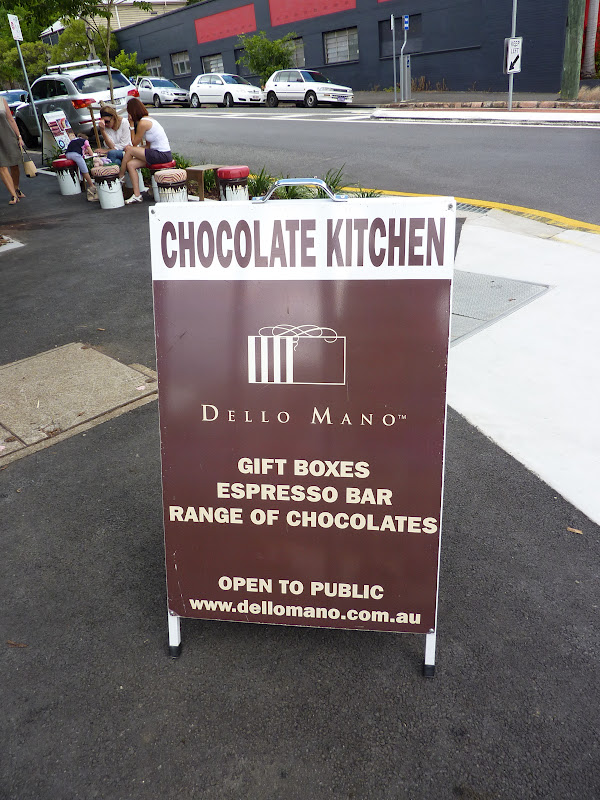 CHOCOLATE KITCHEN
DELLO MANO™
GIFT BOXES
ESPRESSO BAR
RANGE OF CHOCOLATES
OPEN TO PUBLIC
www.dellomano.com.au